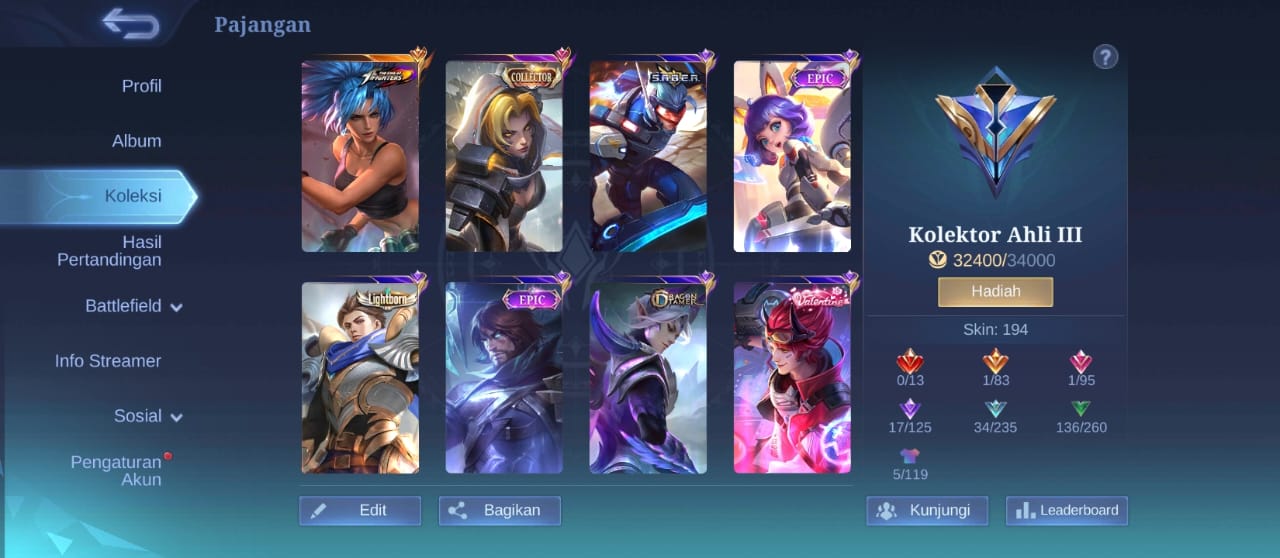 Pajangan
Profil
Album
Koleksi
Hasil
Pertandingan
Battlefield
Info Streamer
Sosial
Pengaturan
Akun
THE KING OF
FIGHTERS
COLLECTOR
S.A.B.E.R.
EPIC
Lightborn
EPIC
DRAGON
TAMER
Valentine
Edit
Bagikan
?
Kolektor Ahli III
32400/34000
Hadiah
Skin: 194
0/13
1/83
1/95
17/125
34/235
136/260
5/119
Kunjungi
Leaderboard